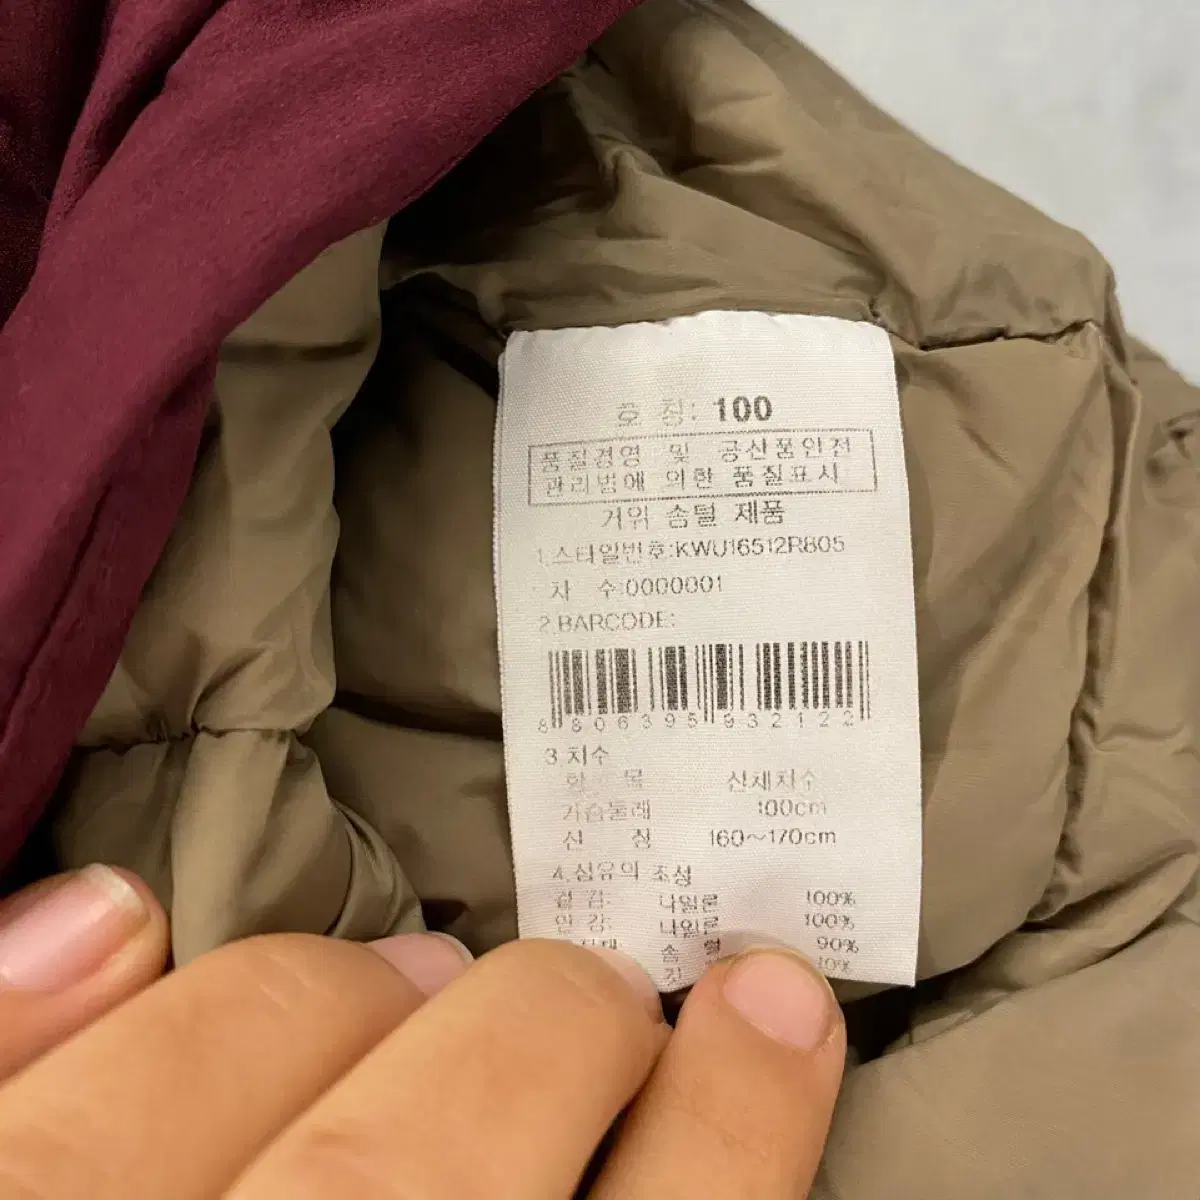 호 칭: 100
품질경영 및 공산품안전
관리법에 의한 품질표시
거위 솜털 제품
1.스타일번호:KWU16512R805
차 수:0000001
2.BARCODE:
8806395932122
3.치수
항 목 신체치수
가슴둘레 100cm
신 장 160~170cm
4.섬유의 조성
겉 감: 나일론 100%
안 감: 나일론 100%
솜 털 90%
깃 10%